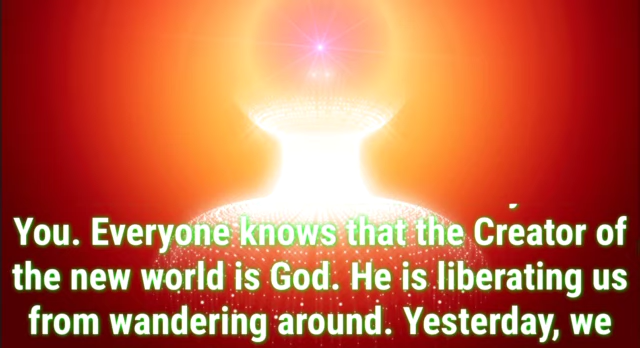 You. Everyone knows that the Creator of
the new world is God. He is liberating us
from wandering around. Yesterday, we